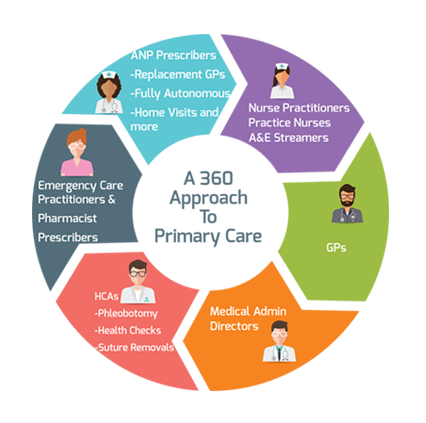 ANP Prescribers
-Replacement GPs
-Fully Autonomous
-Home Visits and
more
Nurse Practitioners
Practice Nurses
A&E Streamers
GPs
Medical Admin
Directors
HCAs
-Phleobotomy
-Health Checks
-Suture Removals
Emergency Care
Practitioners &
Pharmacist
Prescribers
A 360
Approach
To
Primary Care